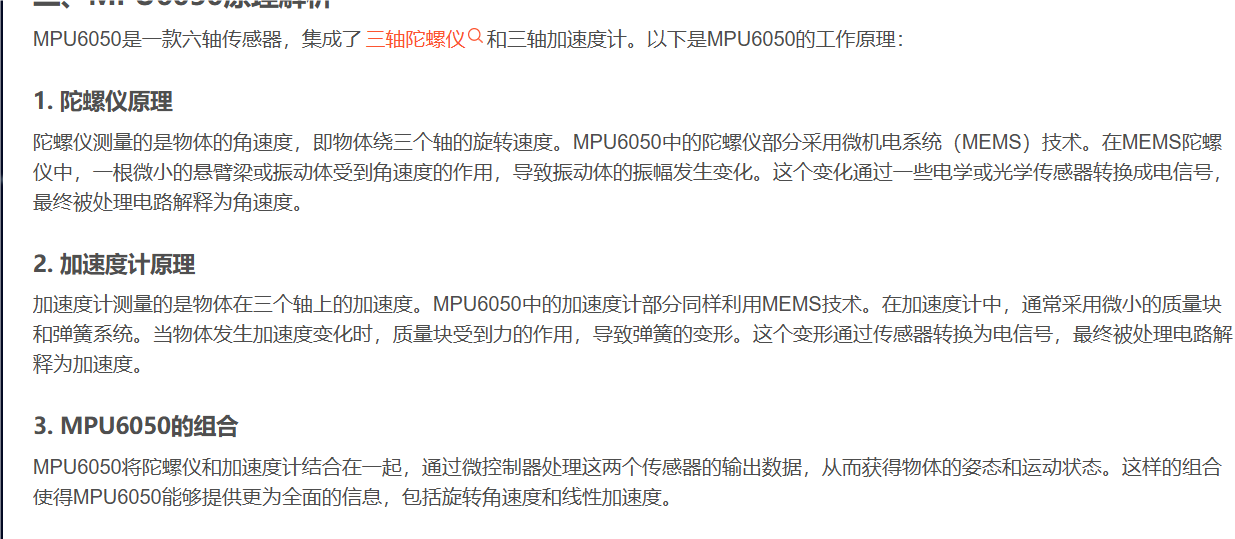 二、MPU6050原理解析
MPU6050是一款六轴传感器，集成了三轴陀螺仪和三轴加速度计。以下是MPU6050的工作原理：
1. 陀螺仪原理
陀螺仪测量的是物体的角速度，即物体绕三个轴的旋转速度。MPU6050中的陀螺仪部分采用微机电系统（MEMS）技术。在MEMS陀螺
仪中，一根微小的悬臂梁或振动体受到角速度的作用，导致振动体的振幅发生变化。这个变化通过一些电学或光学传感器转换成电信号，
最终被处理电路解释为角速度。
2. 加速度计原理
加速度计测量的是物体在三个轴上的加速度。MPU6050中的加速度计部分同样利用MEMS技术。在加速度计中，通常采用微小的质量块
和弹簧系统。当物体发生加速度变化时，质量块受到力的作用，导致弹簧的变形。这个变形通过传感器转换为电信号，最终被处理电路解
释为加速度。
3. MPU6050的组合
MPU6050将陀螺仪和加速度计结合在一起，通过微控制器处理这两个传感器的输出数据，从而获得物体的姿态和运动状态。这样的组合
使得MPU6050能够提供更为全面的信息，包括旋转角速度和线性加速度。